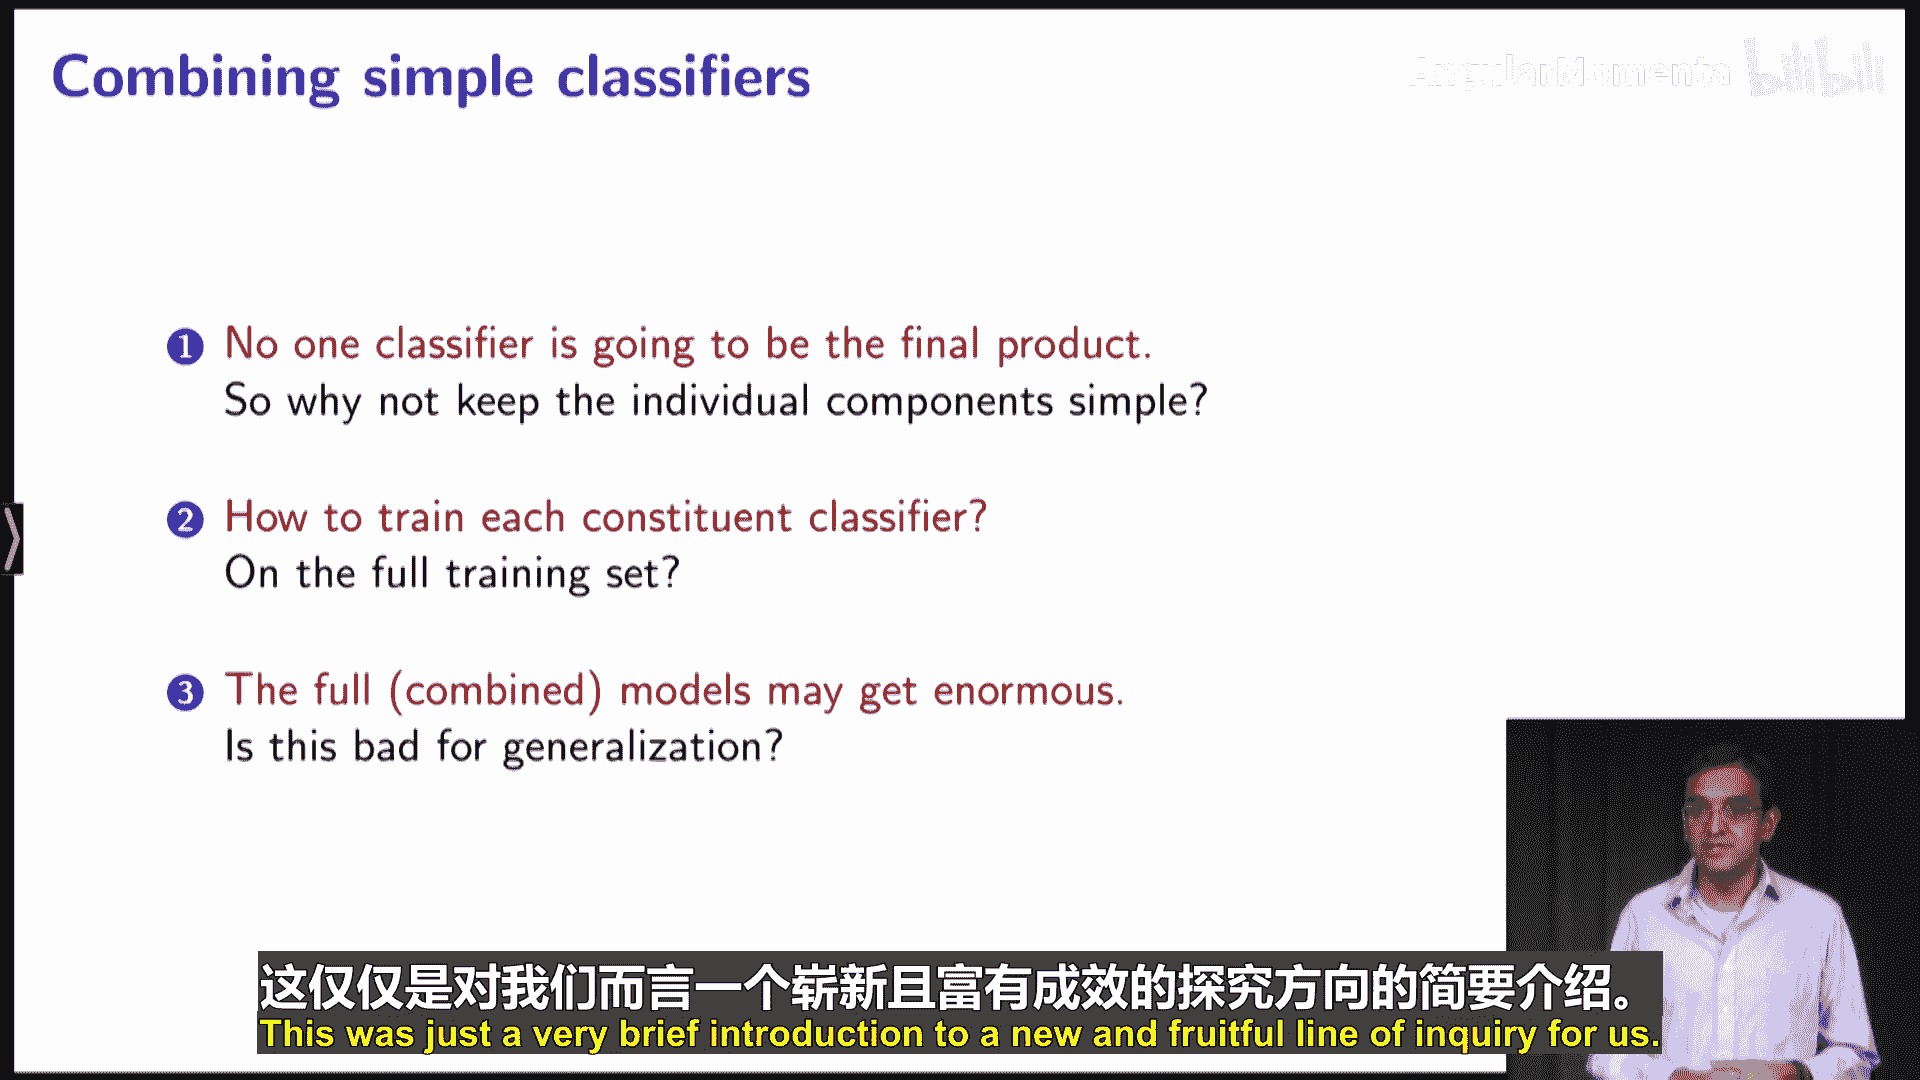 Combining simple classifiers
AngularMomenta bilibili
1 No one classifier is going to be the final product.
So why not keep the individual components simple?
2 How to train each constituent classifier?
On the full training set?
3 The full (combined) models may get enormous.
Is this bad for generalization?
这仅仅是对我们而言一个崭新且富有成效的探究方向的简要介绍。
This was just a very brief introduction to a new and fruitful line of inquiry for us.